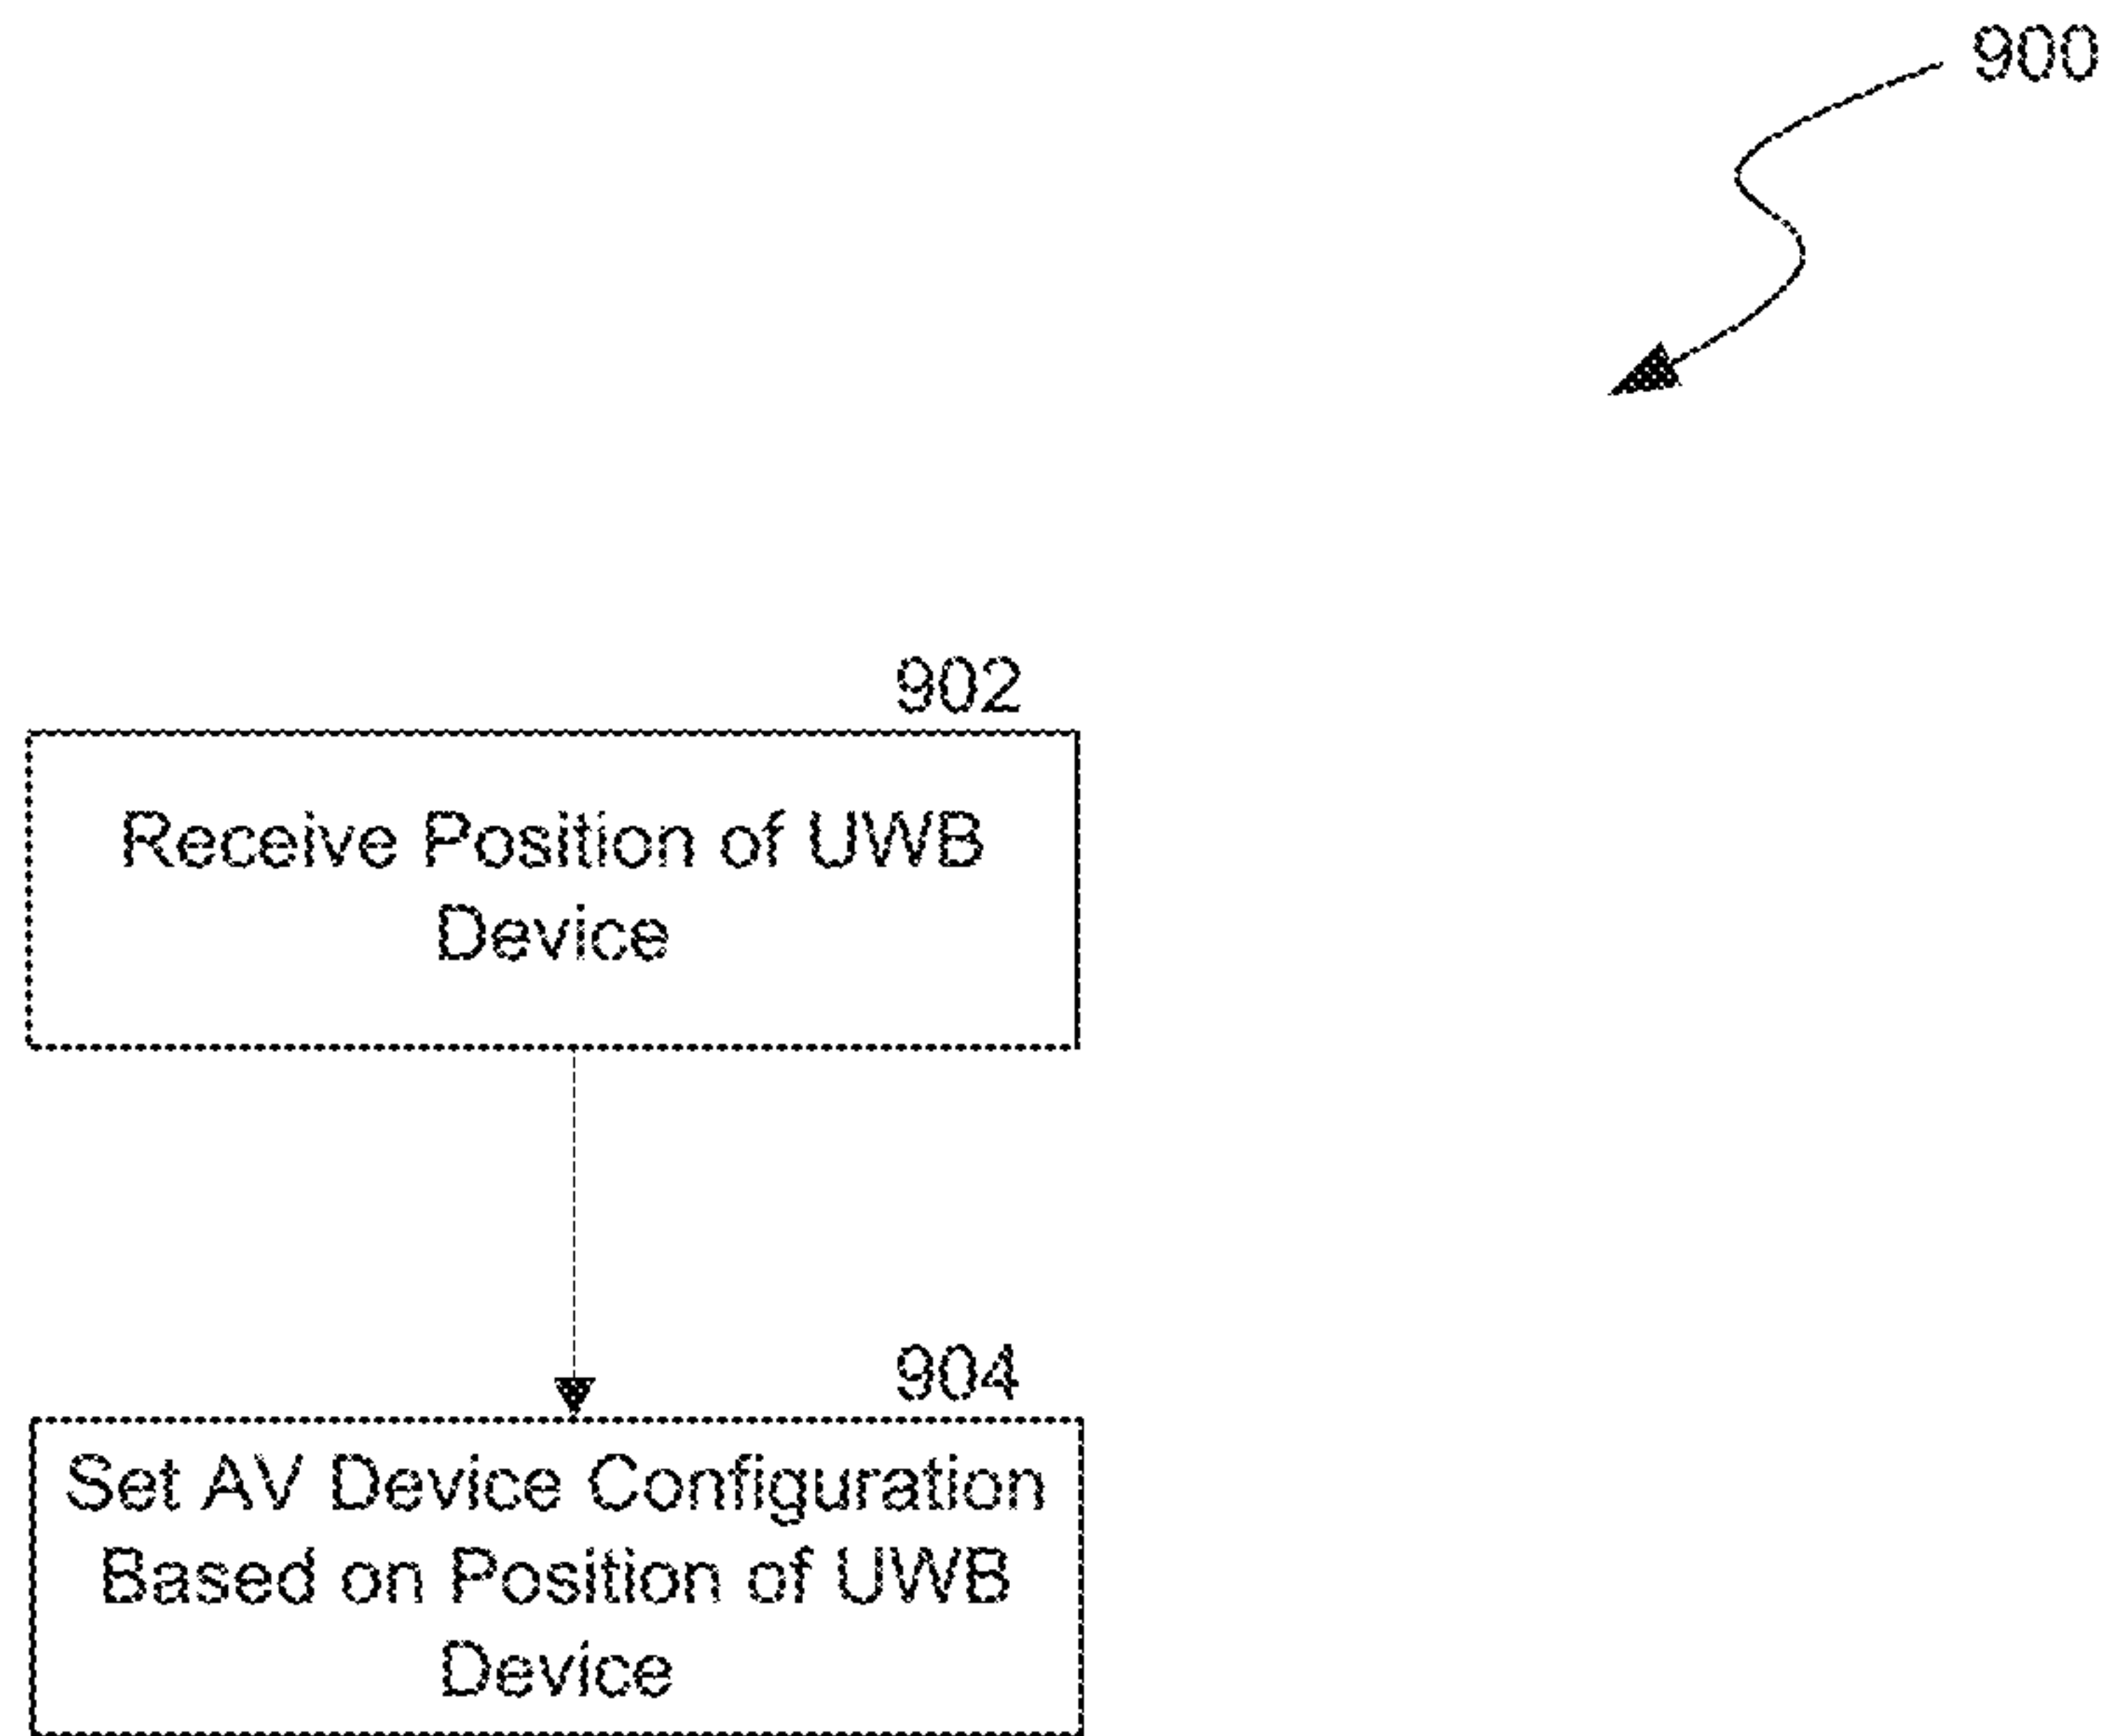 900
902
Receive Position of UWB
Device
904
Set AV Device Configuration
Based on Position of UWB
Device